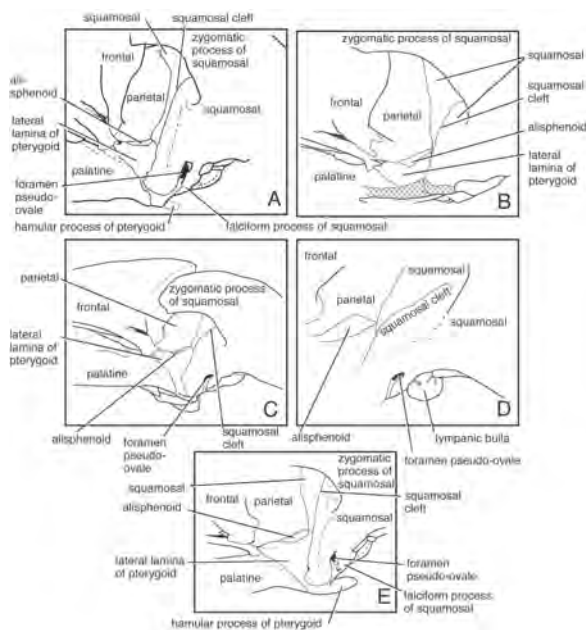 squamosal
squamosal cleft
zygomatic
process of
squamosal
frontal
ali-
sphenoid
parietal
squamosal
lateral
lamina of
pterygoid
palatine
foramen
pseudo-
ovale
A
hamular process of pterygoid
falciform process of squamosal
zygomatic process of squamosal
squamosal
frontal
parietal
squamosal
cleft
alisphenoid
palatine
lateral
lamina of
pterygoid
B
parietal
zygomatic process
of squamosal
frontal
lateral
lamina of
pterygoid
palatine
C
alisphenoid
foramen
pseudo-
ovale
squamosal
cleft
frontal
squamosal
parietal
squamosal cleft
squamosal
D
alisphenoid
tympanic bulla
foramen pseudo-ovale
zygomatic
process of
squamosal
squamosal
frontal
parietal
squamosal
cleft
alisphenoid
squamosal
lateral lamina
of pterygoid
foramen
pseudo-ovale
palatine
E
falciform process
of squamosal
hamular process of pterygoid